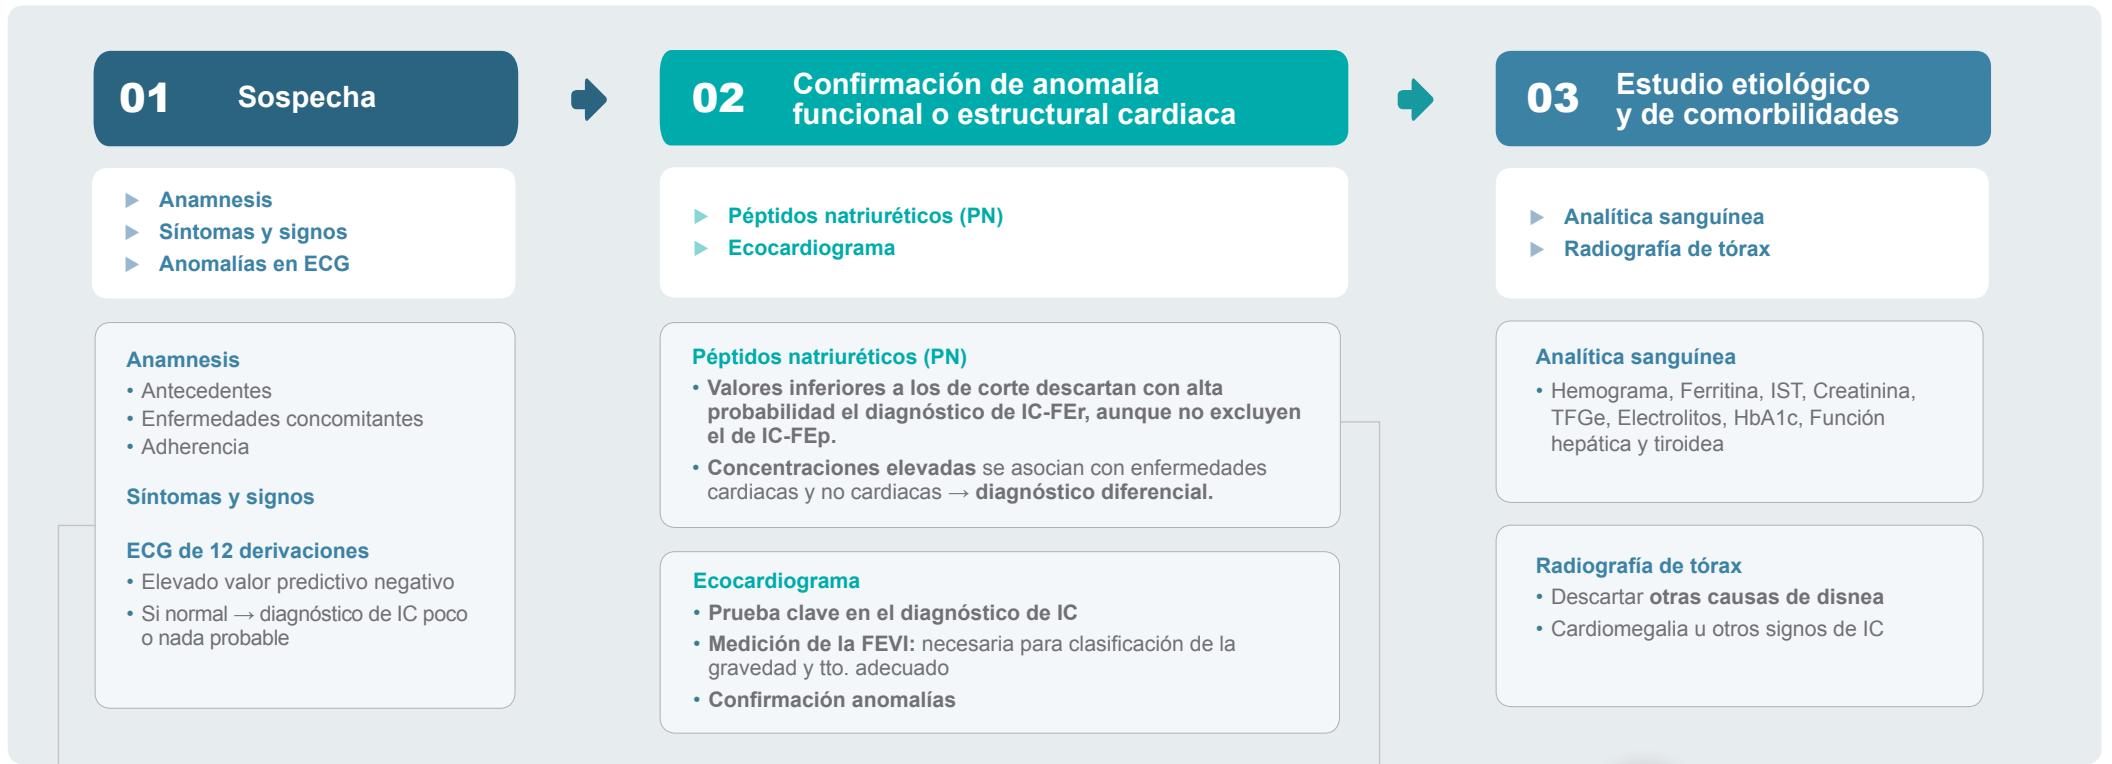 01 Sospecha
Anamnesis
Síntomas y signos
Anomalías en ECG
Anamnesis
• Antecedentes
• Enfermedades concomitantes
• Adherencia
Síntomas y signos
ECG de 12 derivaciones
• Elevado valor predictivo negativo
• Si normal → diagnóstico de IC poco
o nada probable
02 Confirmación de anomalía
funcional o estructural cardiaca
Péptidos natriuréticos (PN)
Ecocardiograma
Péptidos natriuréticos (PN)
• Valores inferiores a los de corte descartan con alta
probabilidad el diagnóstico de IC-FEr, aunque no excluyen
el de IC-FEp.
• Concentraciones elevadas se asocian con enfermedades
cardiacas y no cardiacas → diagnóstico diferencial.
Ecocardiograma
• Prueba clave en el diagnóstico de IC
• Medición de la FEVI: necesaria para clasificación de la
gravedad y tto. adecuado
• Confirmación anomalías
03 Estudio etiológico
y de comorbilidades
Analítica sanguínea
Radiografía de tórax
Analítica sanguínea
• Hemograma, Ferritina, IST, Creatinina,
TFGe, Electrolitos, HbA1c, Función
hepática y tiroidea
Radiografía de tórax
• Descartar otras causas de disnea
• Cardiomegalia u otros signos de IC